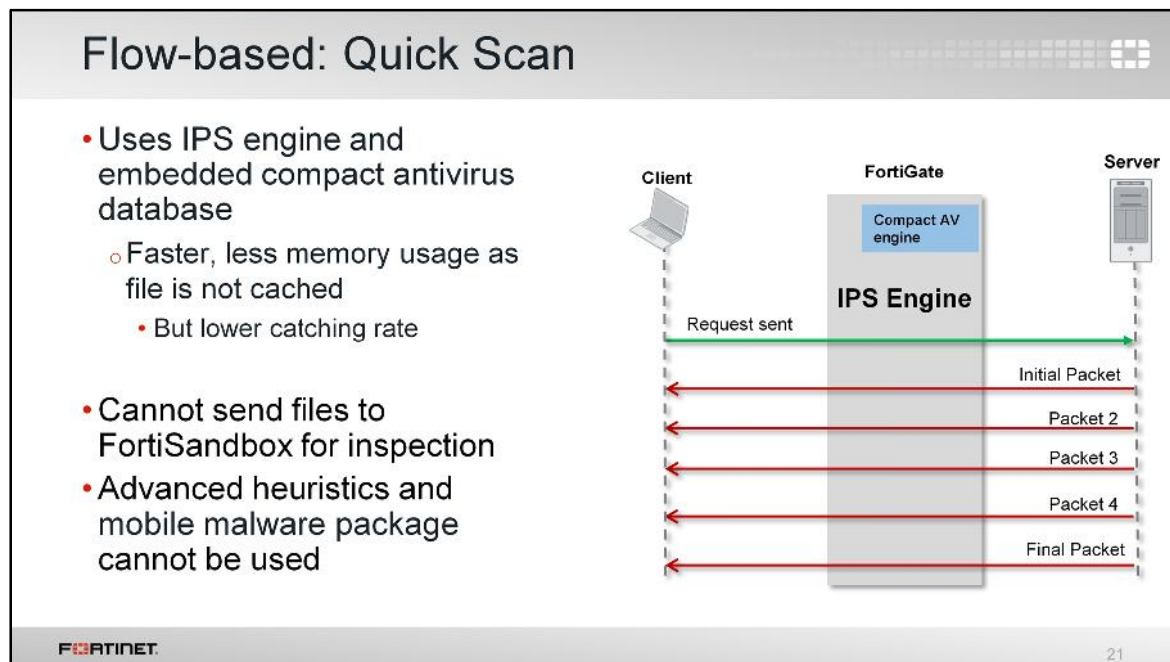 Flow-based: Quick Scan
• Uses IPS engine and
embedded compact antivirus
database
o Faster, less memory usage as
file is not cached
• But lower catching rate
• Cannot send files to
FortiSandbox for inspection
• Advanced heuristics and
mobile malware package
cannot be used
Client
FortiGate
Server
Compact AV
engine
IPS Engine
Request sent
Initial Packet
Packet 2
Packet 3
Packet 4
Final Packet
FORTINET
21